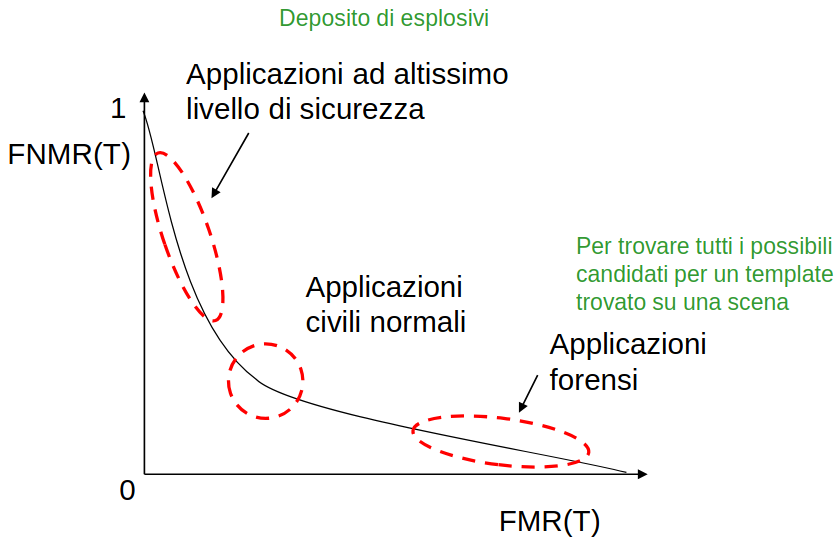 Deposito di esplosivi
Applicazioni ad altissimo
livello di sicurezza
1
FNMR(T)
Per trovare tutti i possibili
candidati per un template
trovato su una scena
Applicazioni
civili normali
Applicazioni
forensi
0
FMR(T)